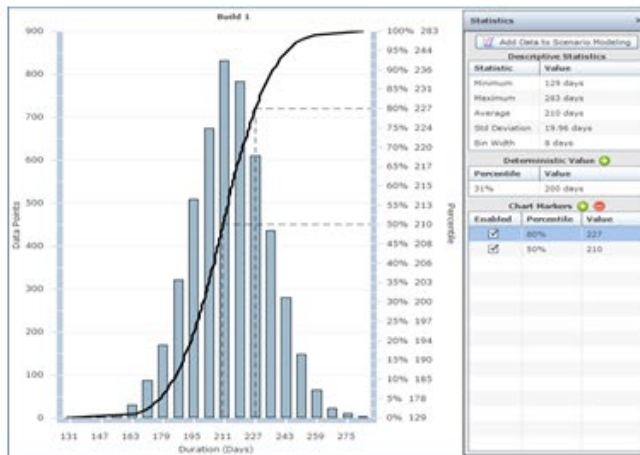 Build 1
900
800
700
600
500
400
300
200
100
0
Data Points
131 147 163 179 195 211 227 243 259 275
Duration (Days)
100% 283
95% 244
90% 236
85% 231
80% 227
75% 224
70% 220
65% 217
60% 215
55% 213
50% 210
45% 208
40% 206
35% 203
30% 200
25% 197
20% 194
15% 190
10% 185
5% 178
0% 129
Percentile
Statistics
Add Data to Scenario Modeling
Descriptive Statistics
Statistic Value
Minimum 129 days
Maximum 283 days
Average 210 days
Std Deviation 19.96 days
Bin Width 8 days
Deterministic Value
Percentile Value
31% 200 days
Chart Markers
Enabled Percentile Value
80% 227
50% 210